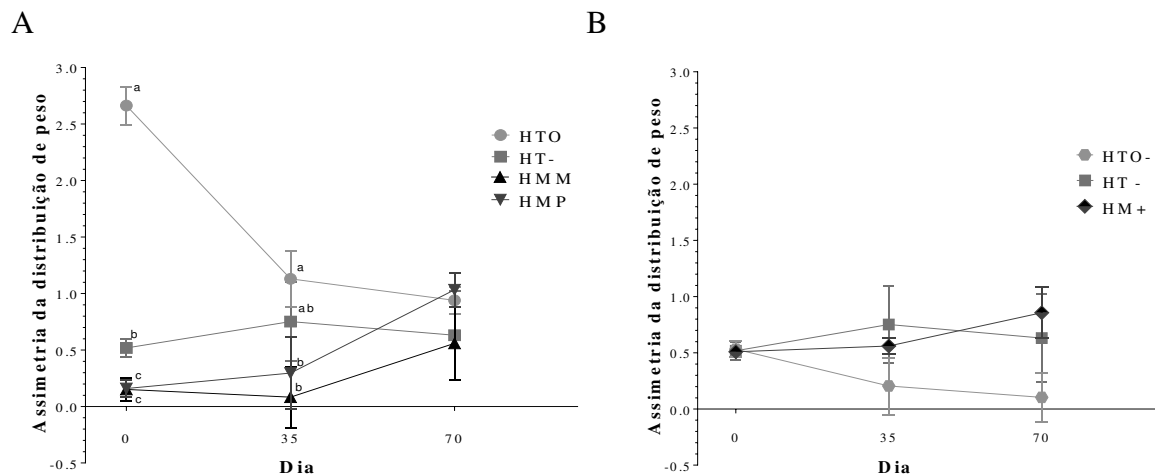 A
Assimetria da distribuição de peso
3.0
2.5
2.0
1.5
1.0
0.5
0.0
-0.5
a
b
c
c
a
ab
b
b
0
35
70
Dia
HTO
HT-
HMM
HMP
B
Assimetria da distribuição de peso
3.0
2.5
2.0
1.5
1.0
0.5
0.0
-0.5
0
35
70
Dia
HTO-
HT -
HM+